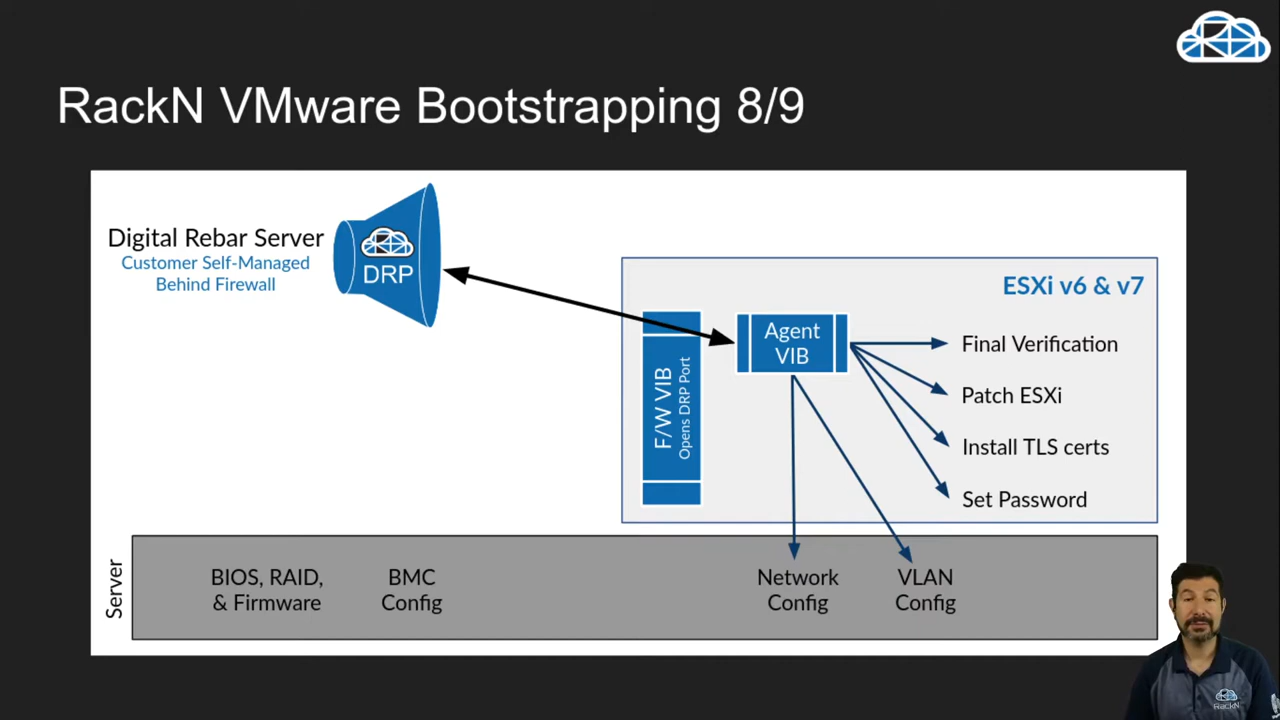 RackN VMware Bootstrapping 8/9
Digital Rebar Server
Customer Self-Managed
Behind Firewall
DRP
ESXi v6 & v7
F/W VIB
Opens DRP Port
Agent
VIB
Final Verification
Patch ESXi
Install TLS certs
Set Password
Server
BIOS, RAID,
& Firmware
BMC
Config
Network
Config
VLAN
Config
RackN